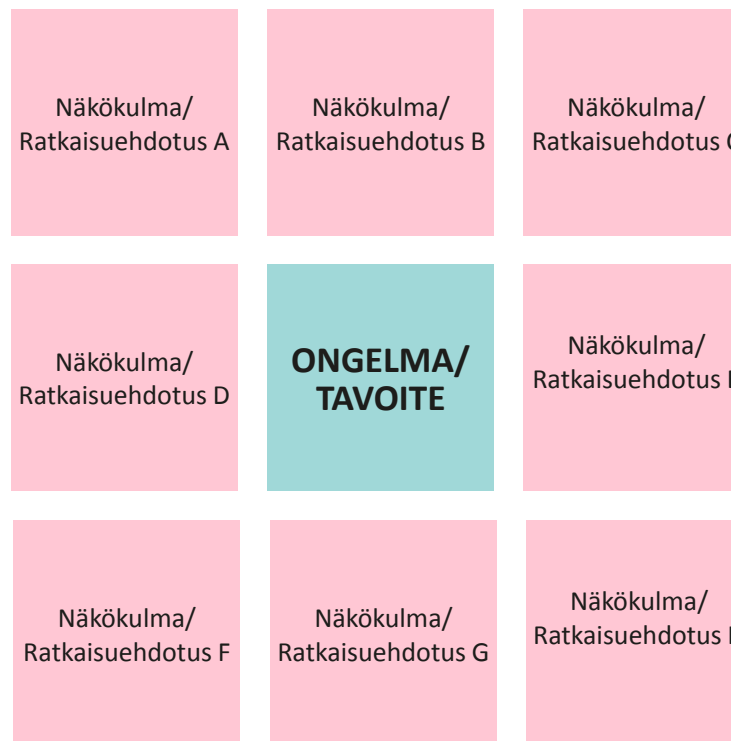 Näkökulma/
Ratkaisuehdotus A
Näkökulma/
Ratkaisuehdotus B
Näkökulma/
Ratkaisuehdotus
Näkökulma/
Ratkaisuehdotus D
ONGELMA/
TAVOITE
Näkökulma/
Ratkaisuehdotus
Näkökulma/
Ratkaisuehdotus F
Näkökulma/
Ratkaisuehdotus G
Näkökulma/
Ratkaisuehdotus